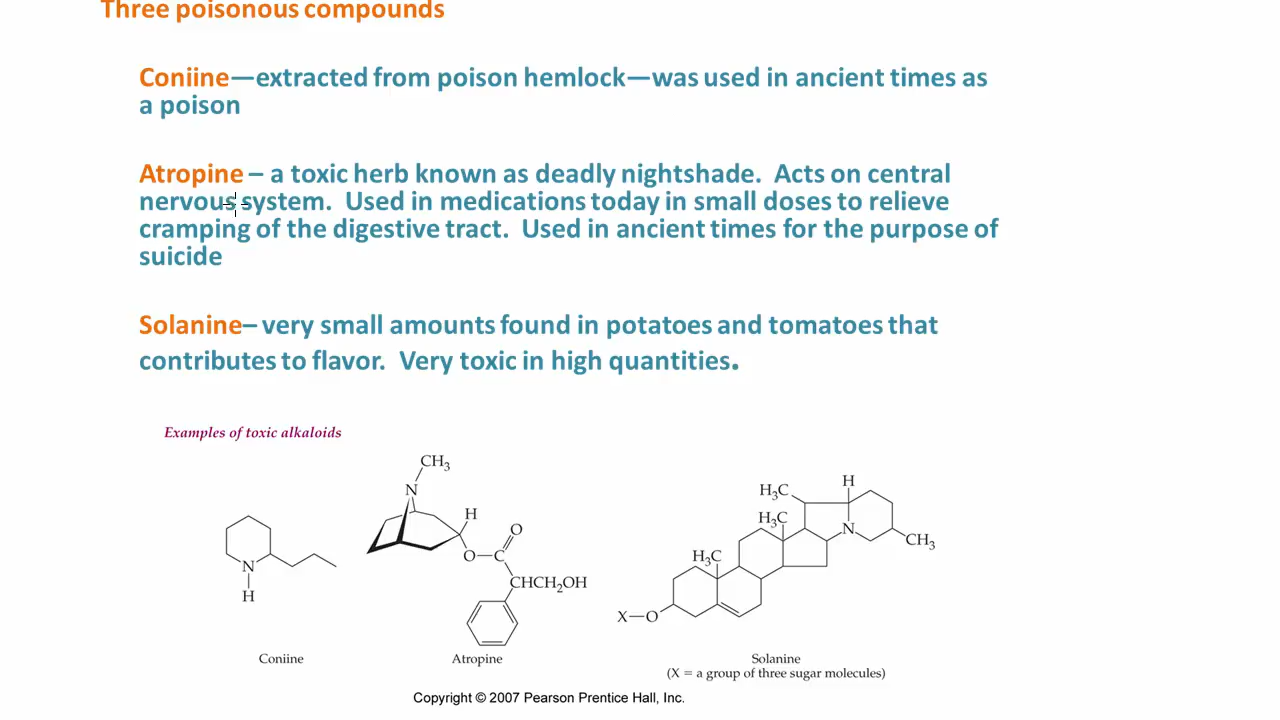 Three poisonous compounds
Coniine—extracted from poison hemlock—was used in ancient times as
a poison
Atropine – a toxic herb known as deadly nightshade.  Acts on central
nervous system.  Used in medications today in small doses to relieve
cramping of the digestive tract.  Used in ancient times for the purpose of
suicide
Solanine– very small amounts found in potatoes and tomatoes that
contributes to flavor.  Very toxic in high quantities.
Examples of toxic alkaloids
N
H
Coniine
CH₃
N
H
O
O—C
CHCH₂OH
Atropine
H
H₃C
H₃C
N
CH₃
H₃C
X—O
Solanine
(X = a group of three sugar molecules)
Copyright © 2007 Pearson Prentice Hall, Inc.